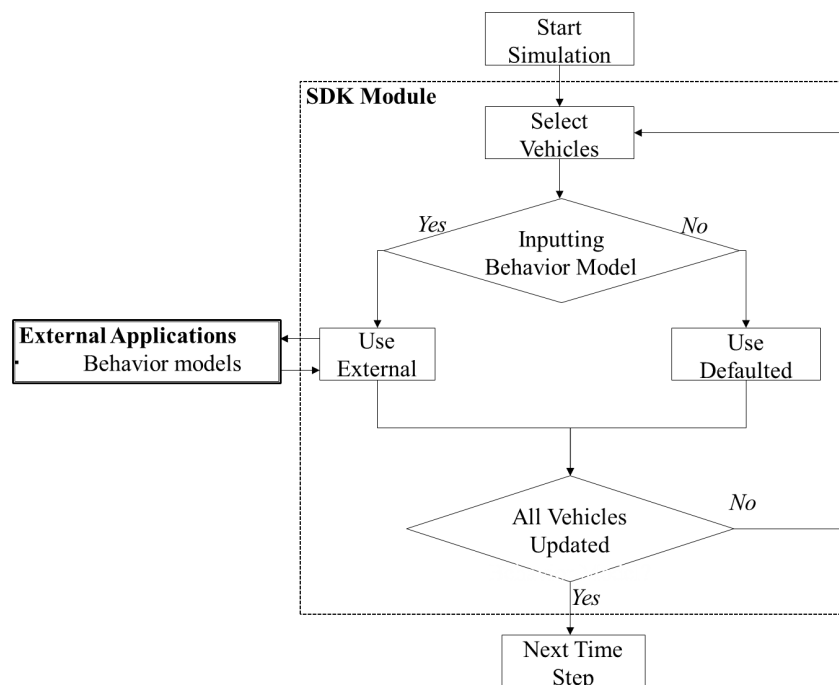 Start
Simulation
SDK Module
Select
Vehicles
Yes
No
Inputting
Behavior Model
External Applications
▪ Behavior models
Use
External
Use
Defaulted
All Vehicles
Updated
No
Yes
Next Time
Step